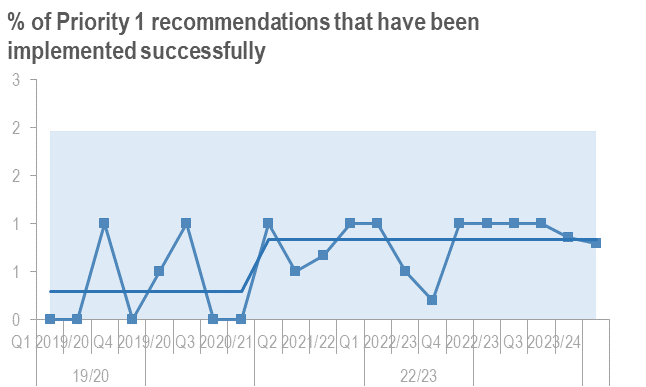 % of Priority 1 recommendations that have been
implemented successfully
3
2
2
1
1
0
Q1 2019/20 Q4 2019/20 Q3 2020/21 Q2 2021/22 Q1 2022/23 Q4 2022/23 Q3 2023/24
19/20 22/23